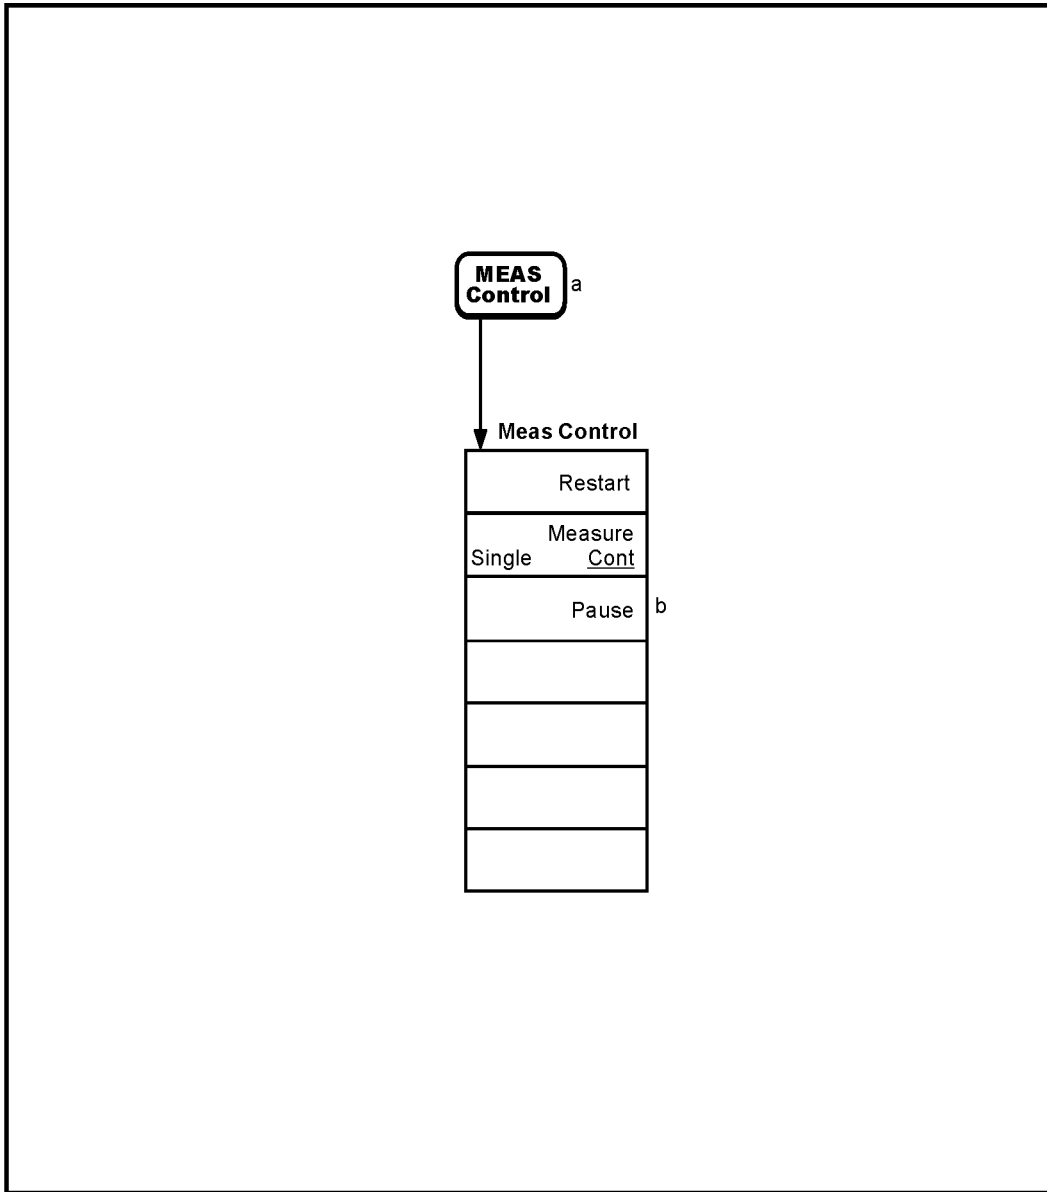 MEAS
Control
a
Meas Control
Restart
Measure
Single Cont
Pause
b